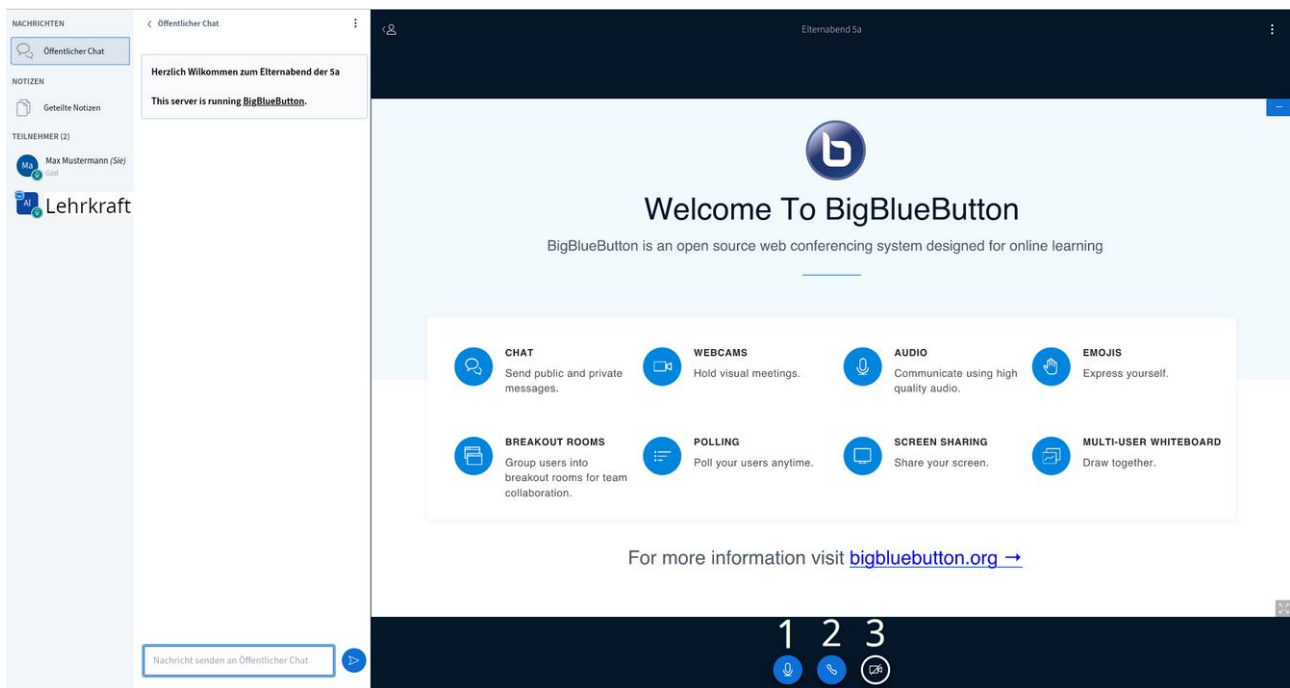 NACHRICHTEN
Öffentlicher Chat
NOTIZEN
Geteilte Notizen
TEILNEHMER (2)
Ma
Max Mustermann (Sie)
Gast
Al
Lehrkraft
Öffentlicher Chat
Herzlich Willkommen zum Elternabend der 5a
This server is running BigBlueButton.
Nachricht senden an Öffentlicher Chat
Elternabend 5a
b
Welcome To BigBlueButton
BigBlueButton is an open source web conferencing system designed for online learning
CHAT
Send public and private
messages.
WEBCAMS
Hold visual meetings.
AUDIO
Communicate using high
quality audio.
EMOJIS
Express yourself.
BREAKOUT ROOMS
Group users into
breakout rooms for team
collaboration.
POLLING
Poll your users anytime.
SCREEN SHARING
Share your screen.
MULTI-USER WHITEBOARD
Draw together.
For more information visit bigbluebutton.org →
1 2 3